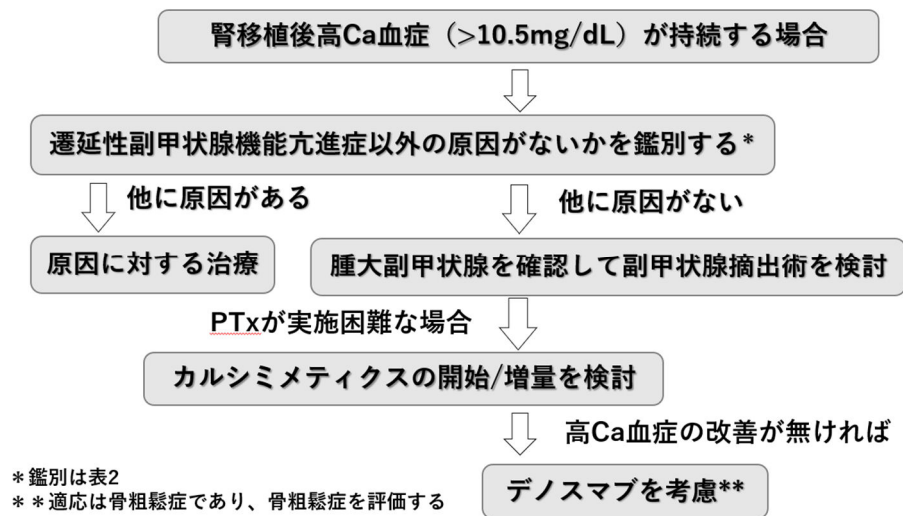 腎移植後高Ca血症（>10.5mg/dL）が持続する場合
遷延性副甲状腺機能亢進症以外の原因がないかを鑑別する*
他に原因がある
他に原因がない
原因に対する治療
腫大副甲状腺を確認して副甲状腺摘出術を検討
PTxが実施困難な場合
カルシミメティクスの開始/増量を検討
高Ca血症の改善が無ければ
デノスマブを考慮**
＊鑑別は表2
＊＊適応は骨粗鬆症であり、骨粗鬆症を評価する